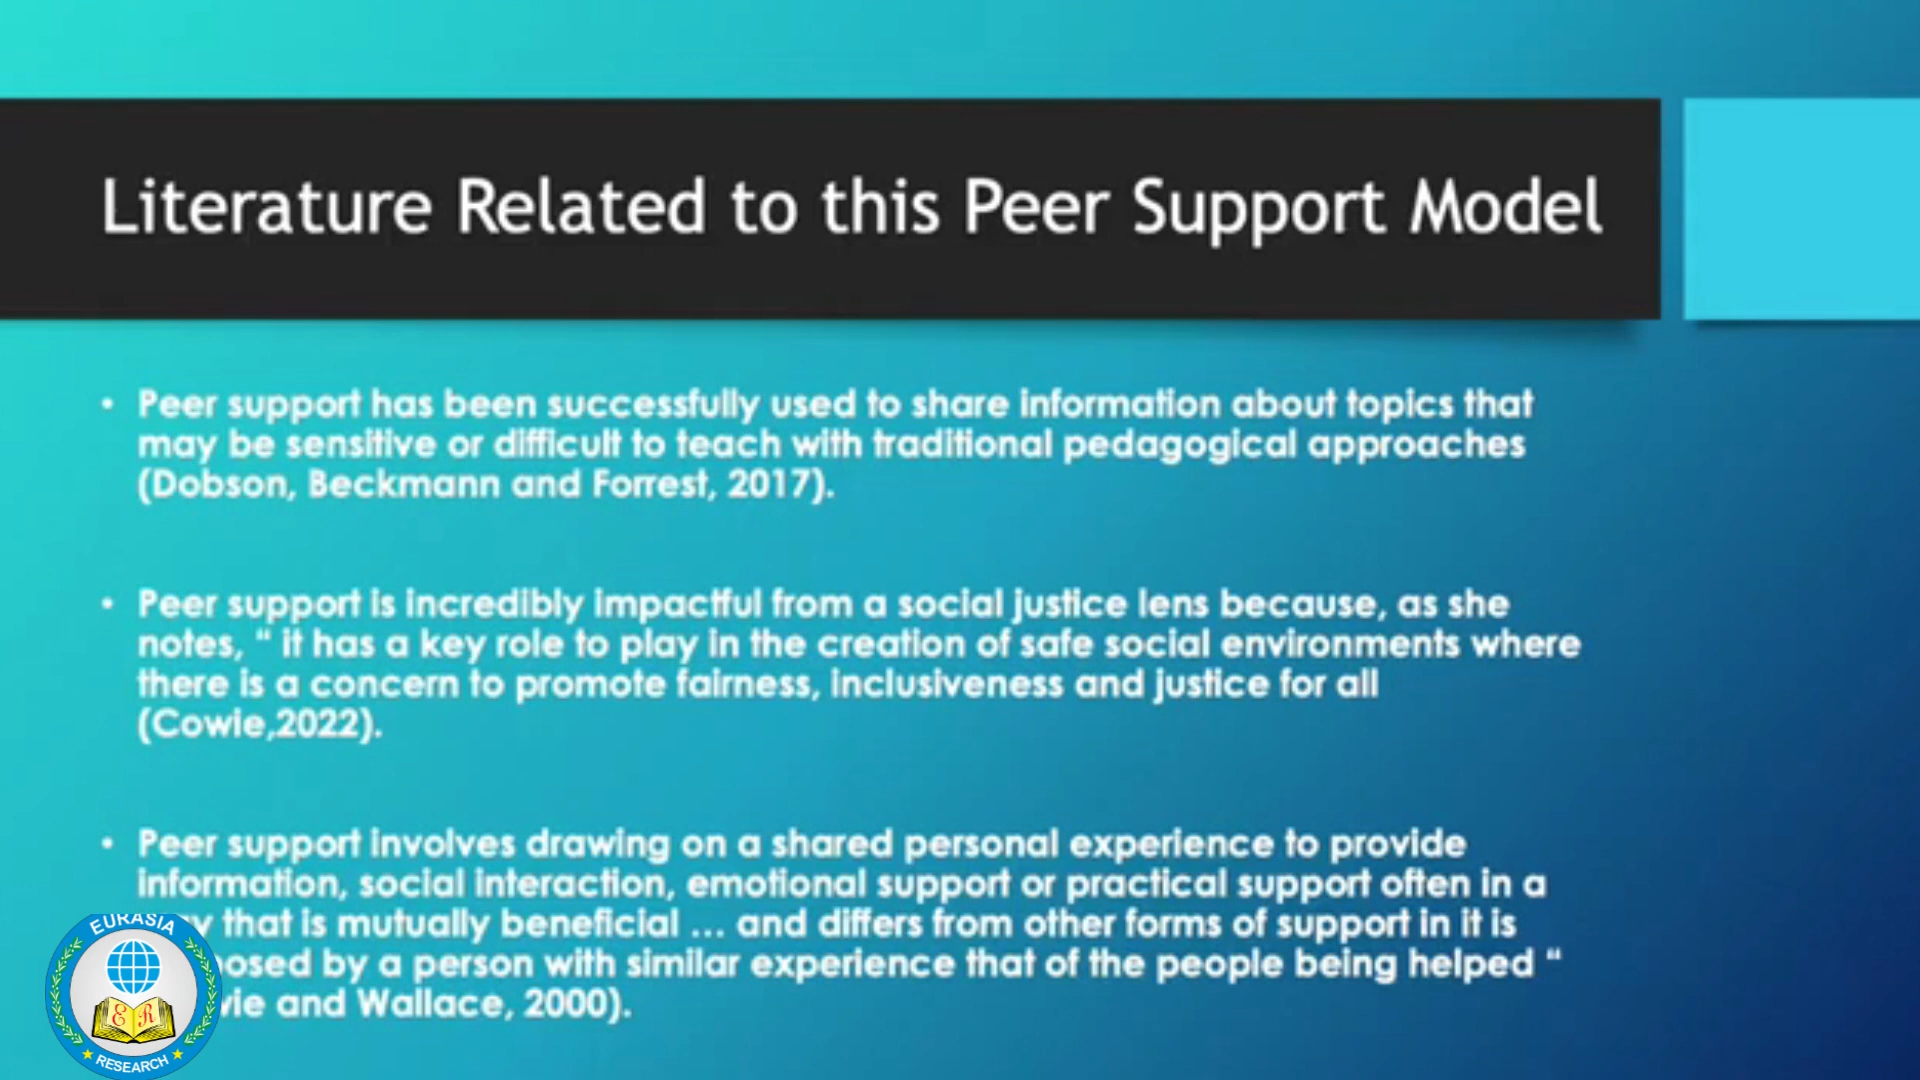 Literature Related to this Peer Support Model
• Peer support has been successfully used to share information about topics that
may be sensitive or difficult to teach with traditional pedagogical approaches
(Dobson, Beckmann and Forrest, 2017).
• Peer support is incredibly impactful from a social justice lens because, as she
notes, “ it has a key role to play in the creation of safe social environments where
there is a concern to promote fairness, inclusiveness and justice for all
(Cowie,2022).
• Peer support involves drawing on a shared personal experience to provide
information, social interaction, emotional support or practical support often in a
that is mutually beneficial ... and differs from other forms of support in it is
by a person with similar experience that of the people being helped “
and Wallace, 2000).
EURASIA
ER
RESEARCH